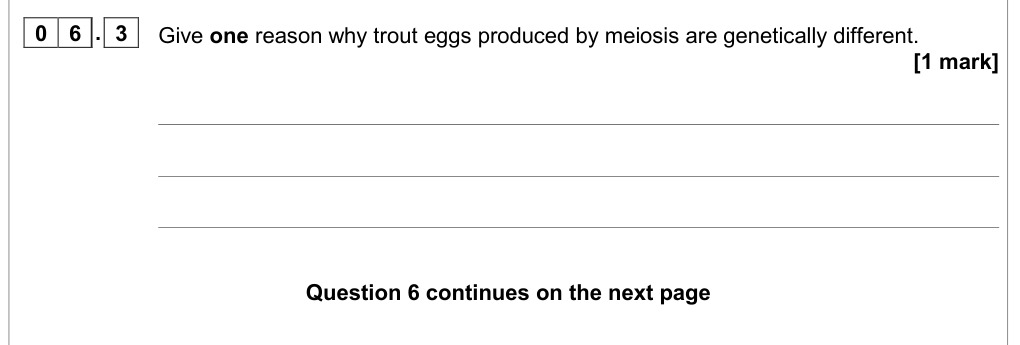 0 6 . 3 Give one reason why trout eggs produced by meiosis are genetically different.
[1 mark]
Question 6 continues on the next page